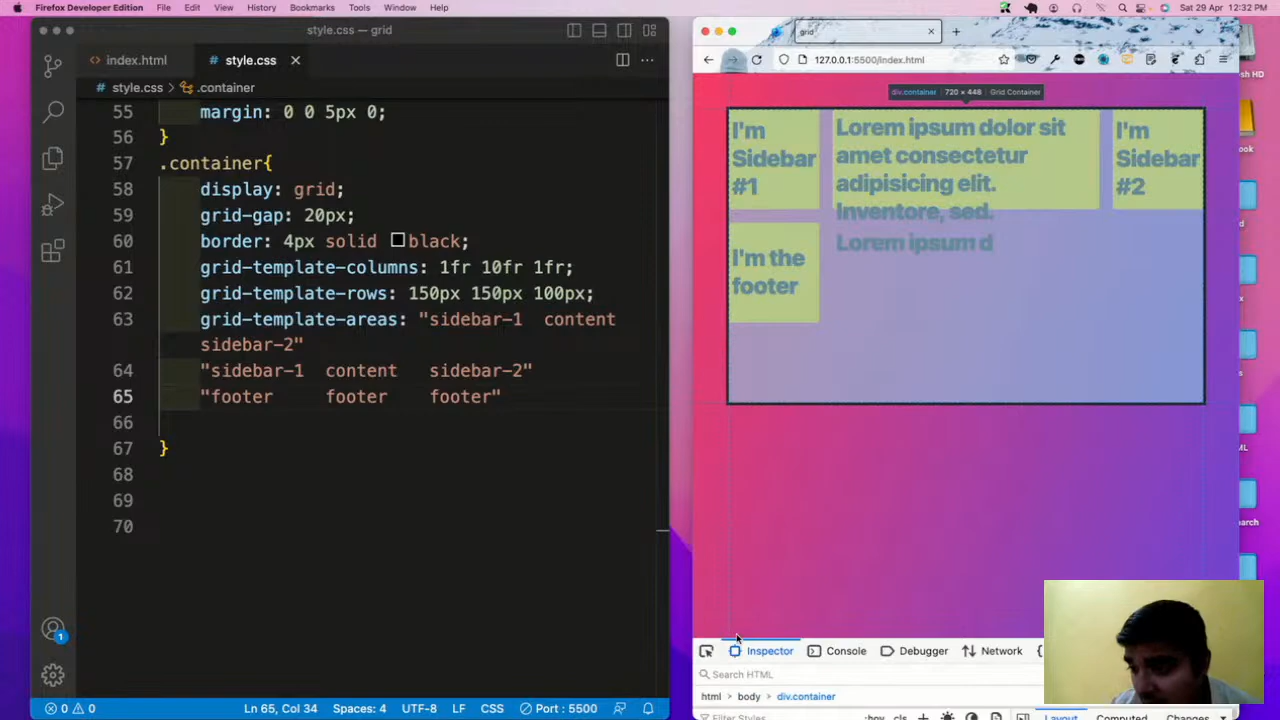 Firefox Developer Edition File Edit View History Bookmarks Tools Window Help Sat 29 Apr 12:32 PM
style.css — grid
index.html style.css
style.css > .container
55 margin: 0 0 5px 0;
56 }
57 .container{
58 display: grid;
59 grid-gap: 20px;
60 border: 4px solid black;
61 grid-template-columns: 1fr 10fr 1fr;
62 grid-template-rows: 150px 150px 100px;
63 grid-template-areas: "sidebar-1 content
sidebar-2"
64 "sidebar-1 content sidebar-2"
65 "footer footer footer"
66
67 }
68
69
70
1
0 0 Ln 65, Col 34 Spaces: 4 UTF-8 LF CSS Port : 5500
grid
127.0.0.1:5500/index.html
div.container 720 × 448 Grid Container
I'm
Sidebar
#1
Lorem ipsum dolor sit
amet consectetur
adipisicing elit.
Inventore, sed.
Lorem ipsum d
I'm
Sidebar
#2
I'm the
footer
Inspector Console Debugger Network
Search HTML
html > body > div.container
Filter Styles :hov .cls + Layout Computed Changes